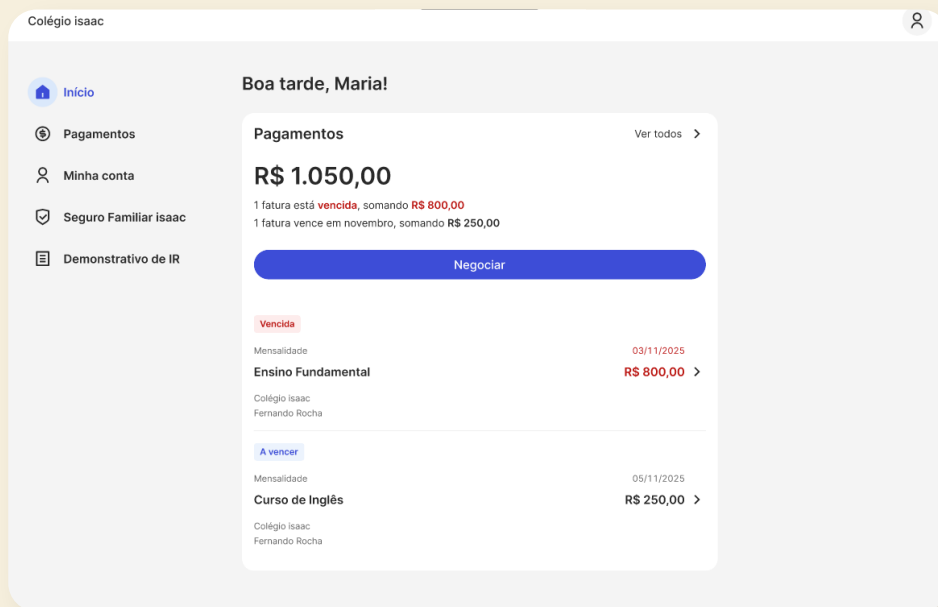 Colégio isaac
Início
Pagamentos
Minha conta
Seguro Familiar isaac
Demonstrativo de IR
Boa tarde, Maria!
Pagamentos
Ver todos
R$ 1.050,00
1 fatura está vencida, somando R$ 800,00
1 fatura vence em novembro, somando R$ 250,00
Negociar
Vencida
Mensalidade 03/11/2025
Ensino Fundamental R$ 800,00
Colégio isaac
Fernando Rocha
A vencer
Mensalidade 05/11/2025
Curso de Inglês R$ 250,00
Colégio isaac
Fernando Rocha